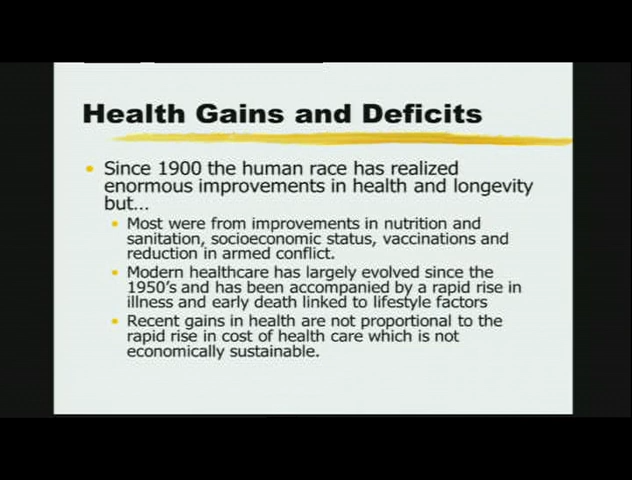 Health Gains and Deficits
Since 1900 the human race has realized
enormous improvements in health and longevity
but...
Most were from improvements in nutrition and
sanitation, socioeconomic status, vaccinations and
reduction in armed conflict.
Modern healthcare has largely evolved since the
1950's and has been accompanied by a rapid rise in
illness and early death linked to lifestyle factors
Recent gains in health are not proportional to the
rapid rise in cost of health care which is not
economically sustainable.